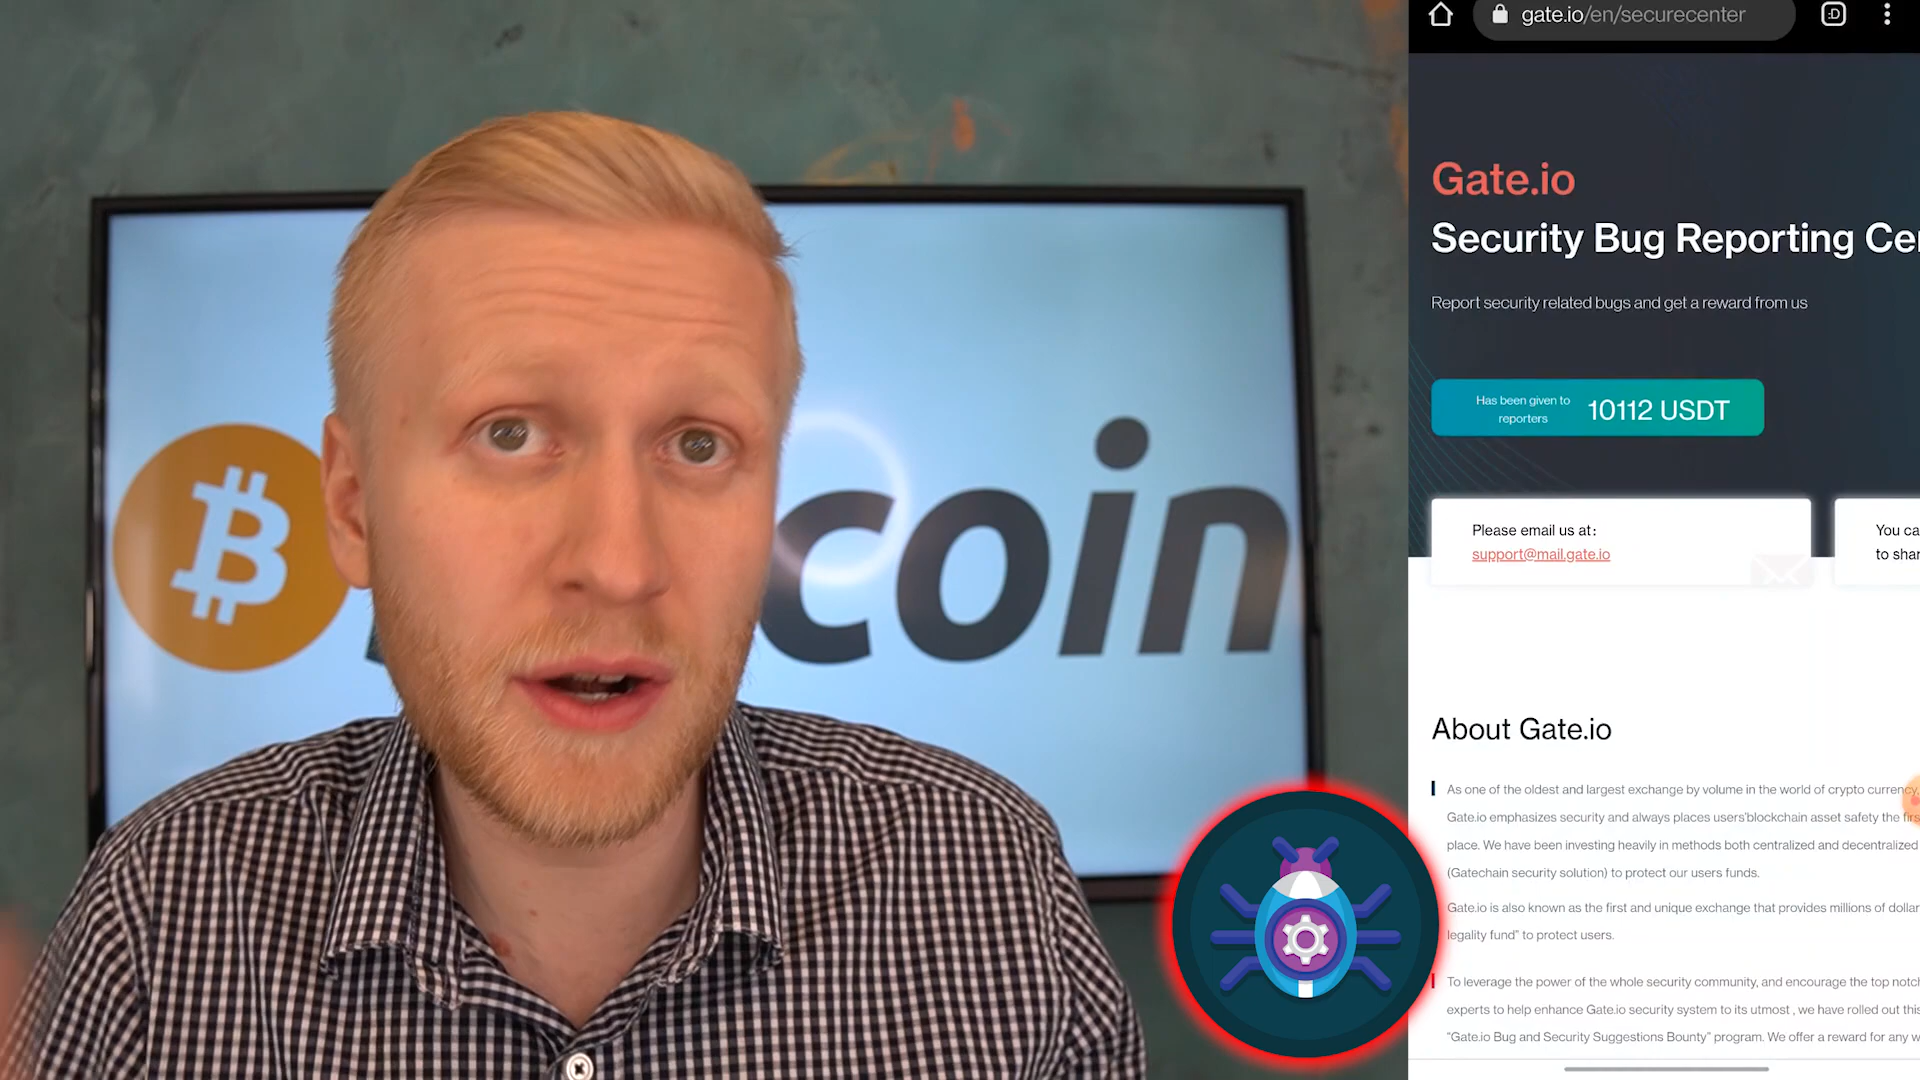 coin
gate.io/en/securecenter
:D
Gate.io
Security Bug Reporting Ce
Report security related bugs and get a reward from us
Has been given to
reporters
10112 USDT
Please email us at:
support@mail.gate.io
You ca
to shar
About Gate.io
As one of the oldest and largest exchange by volume in the world of crypto currency,
Gate.io emphasizes security and always places users'blockchain asset safety the firs
place. We have been investing heavily in methods both centralized and decentralized
(Gatechain security solution) to protect our users funds.
Gate.io is also known as the first and unique exchange that provides millions of dollar
legality fund" to protect users.
To leverage the power of the whole security community, and encourage the top notc
experts to help enhance Gate.io security system to its utmost , we have rolled out this
"Gate.io Bug and Security Suggestions Bounty" program. We offer a reward for any w